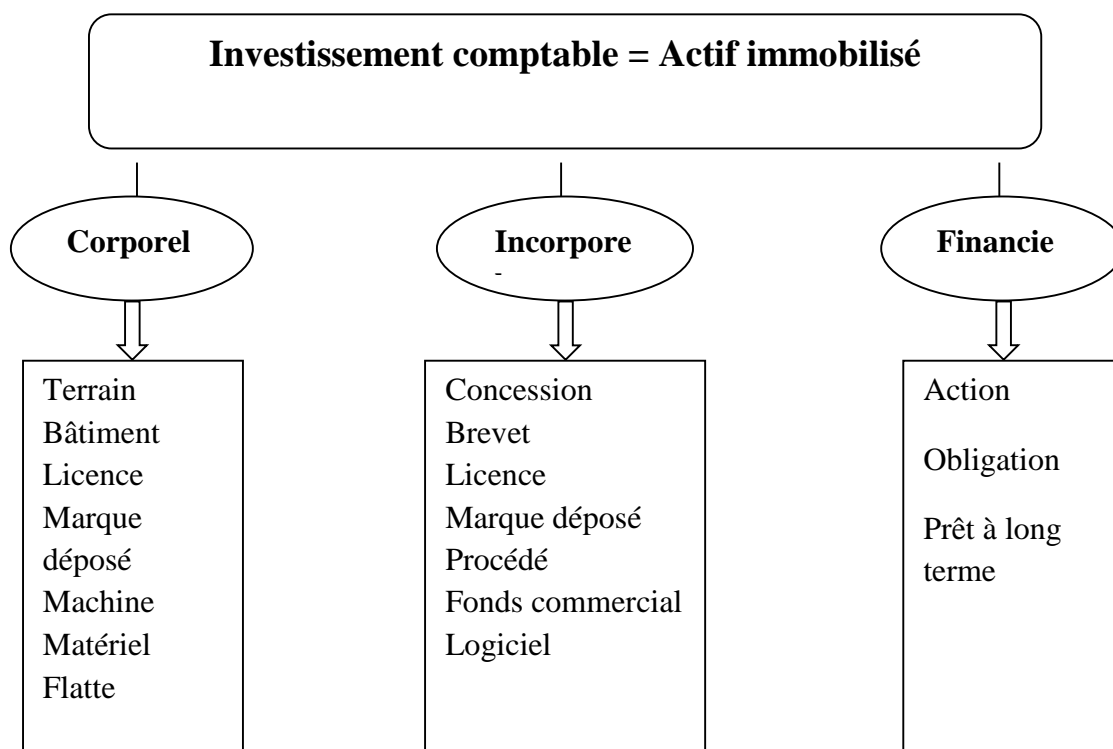 Investissement comptable = Actif immobilisé
Corporel
Incorpore
Financie
Terrain
Bâtiment
Licence
Marque
déposé
Machine
Matériel
Flatte
Concession
Brevet
Licence
Marque déposé
Procédé
Fonds commercial
Logiciel
Action
Obligation
Prêt à long
terme